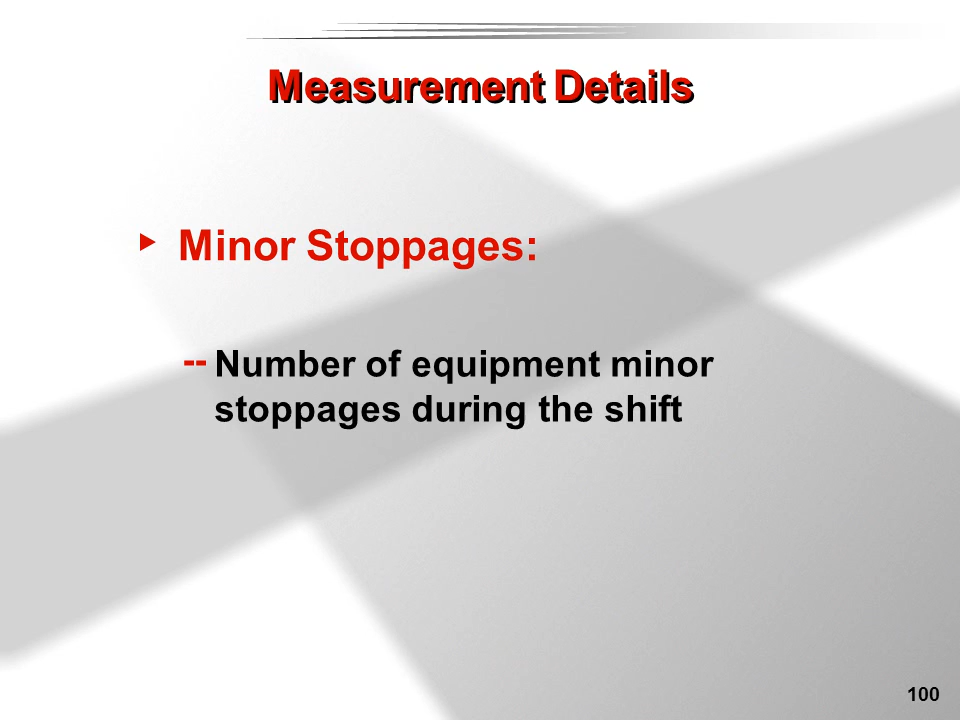 Measurement Details
▶ Minor Stoppages:
-- Number of equipment minor
stoppages during the shift
100